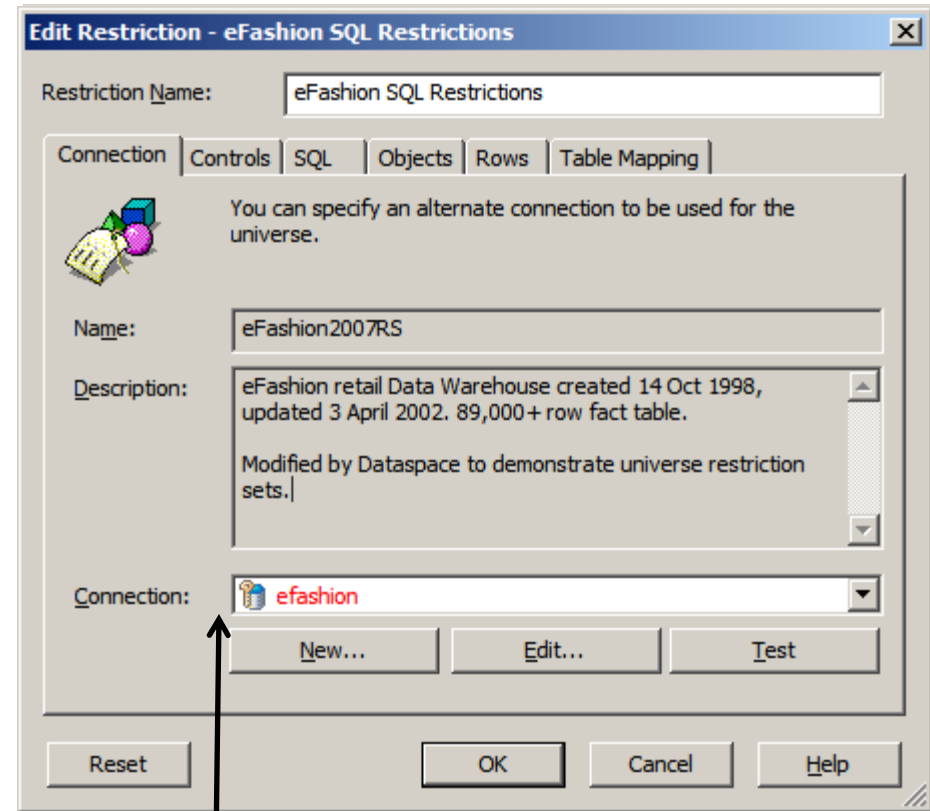 Edit Restriction - eFashion SQL Restrictions
Restriction Name: eFashion SQL Restrictions
Connection Controls SQL Objects Rows Table Mapping
You can specify an alternate connection to be used for the
universe.
Name: eFashion2007RS
Description: eFashion retail Data Warehouse created 14 Oct 1998,
updated 3 April 2002. 89,000+ row fact table.
Modified by Dataspace to demonstrate universe restriction
sets.
Connection: efashion
New... Edit... Test
Reset OK Cancel Help